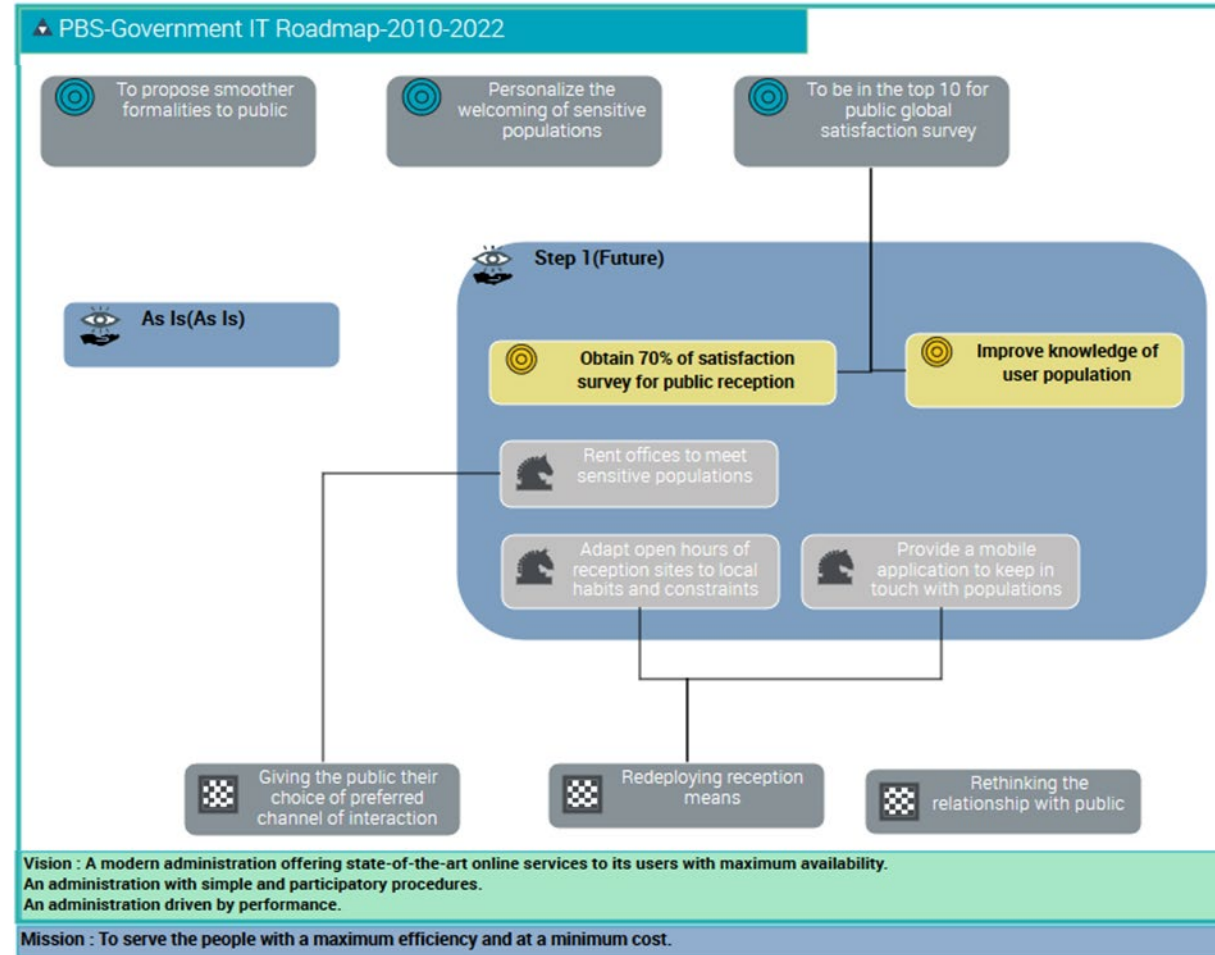 PBS-Government IT Roadmap-2010-2022
To propose smoother
formalities to public
Personalize the
welcoming of sensitive
populations
To be in the top 10 for
public global
satisfaction survey
Step 1(Future)
As Is(As Is)
Obtain 70% of satisfaction
survey for public reception
Improve knowledge of
user population
Rent offices to meet
sensitive populations
Adapt open hours of
reception sites to local
habits and constraints
Provide a mobile
application to keep in
touch with populations
Giving the public their
choice of preferred
channel of interaction
Redeploying reception
means
Rethinking the
relationship with public
Vision : A modern administration offering state-of-the-art online services to its users with maximum availability.
An administration with simple and participatory procedures.
An administration driven by performance.
Mission : To serve the people with a maximum efficiency and at a minimum cost.